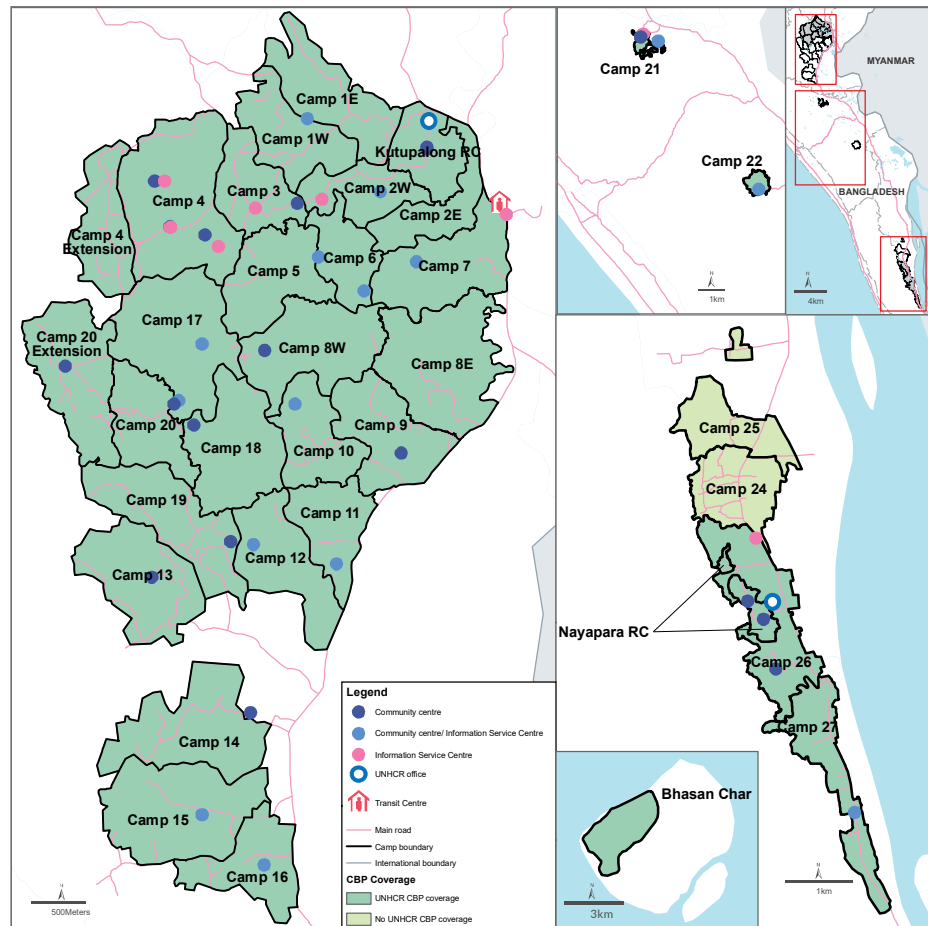 Camp 1E
Camp 1W
Kutupalong RC
Camp 3
Camp 2W
Camp 4
Camp 2E
Camp 4
Extension
Camp 5
Camp 6
Camp 7
Camp 17
Camp 20
Extension
Camp 8W
Camp 8E
Camp 20
Camp 18
Camp 9
Camp 10
Camp 19
Camp 11
Camp 12
Camp 13
Camp 14
Camp 15
Camp 16
N
500Meters
Legend
Community centre
Community centre/ Information Service Centre
Information Service Centre
UNHCR office
Transit Centre
Main road
Camp boundary
International boundary
CBP Coverage
UNHCR CBP coverage
No UNHCR CBP coverage
Camp 21
Camp 22
N
1km
MYANMAR
BANGLADESH
N
4km
Camp 25
Camp 24
Nayapara RC
Camp 26
Camp 27
N
1km
Bhasan Char
N
3km